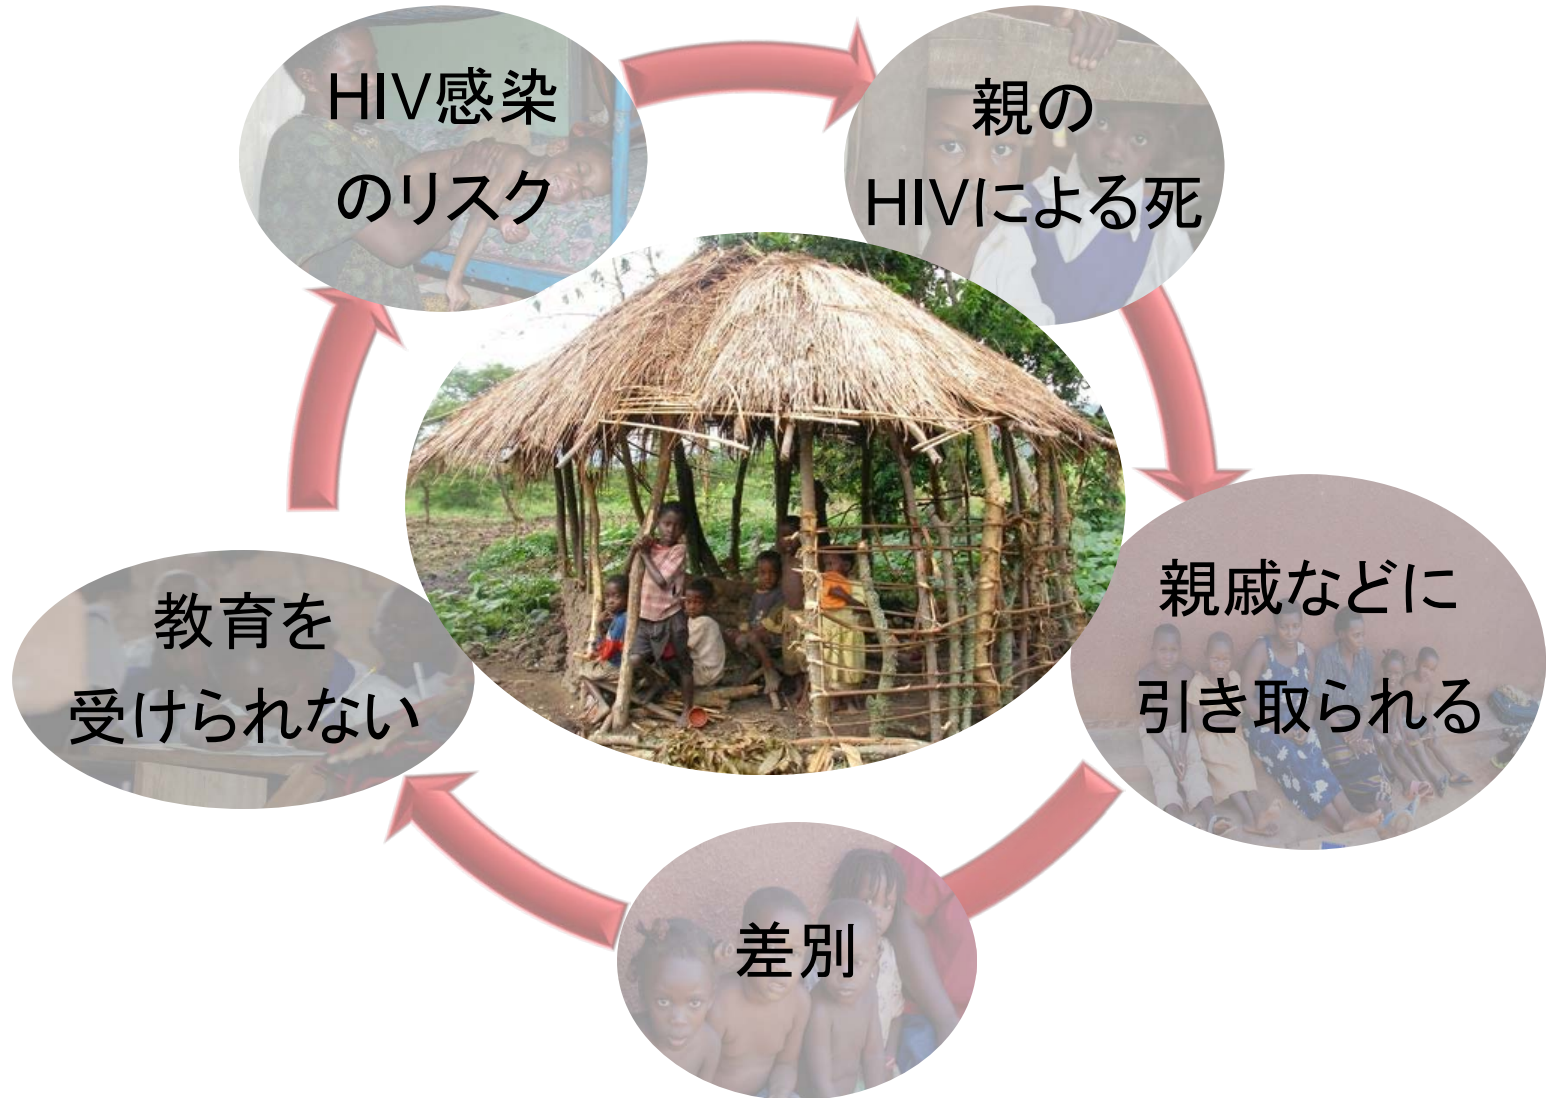 HIV感染
のリスク
親の
HIVによる死
親戚などに
引き取られる
差別
教育を
受けられない